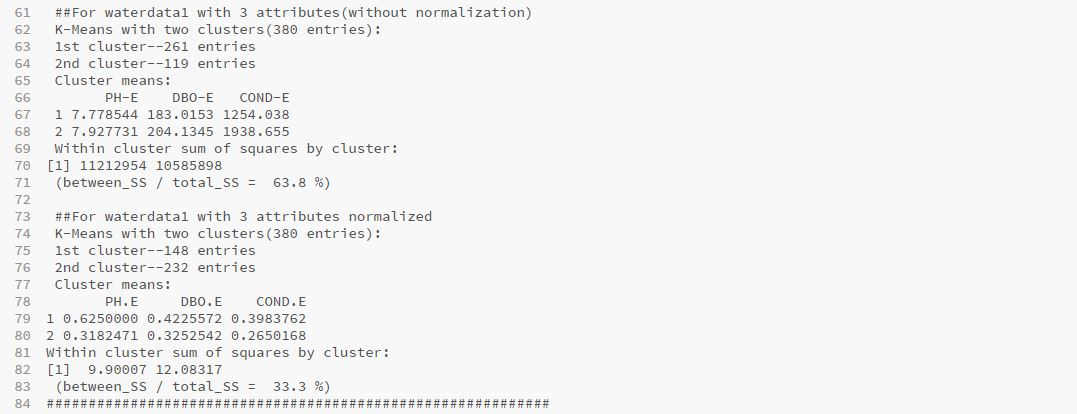 61 ##For waterdata1 with 3 attributes(without normalization)
62 K-Means with two clusters(380 entries):
63 1st cluster--261 entries
64 2nd cluster--119 entries
65 Cluster means:
66 PH-E DBO-E COND-E
67 1 7.778544 183.0153 1254.038
68 2 7.927731 204.1345 1938.655
69 Within cluster sum of squares by cluster:
70 [1] 11212954 10585898
71 (between_SS / total_SS = 63.8 %)
72
73 ##For waterdata1 with 3 attributes normalized
74 K-Means with two clusters(380 entries):
75 1st cluster--148 entries
76 2nd cluster--232 entries
77 Cluster means:
78 PH.E DBO.E COND.E
79 1 0.6250000 0.4225572 0.3983762
80 2 0.3182471 0.3252542 0.2650168
81 Within cluster sum of squares by cluster:
82 [1] 9.90007 12.08317
83 (between_SS / total_SS = 33.3 %)
84 ############################################################